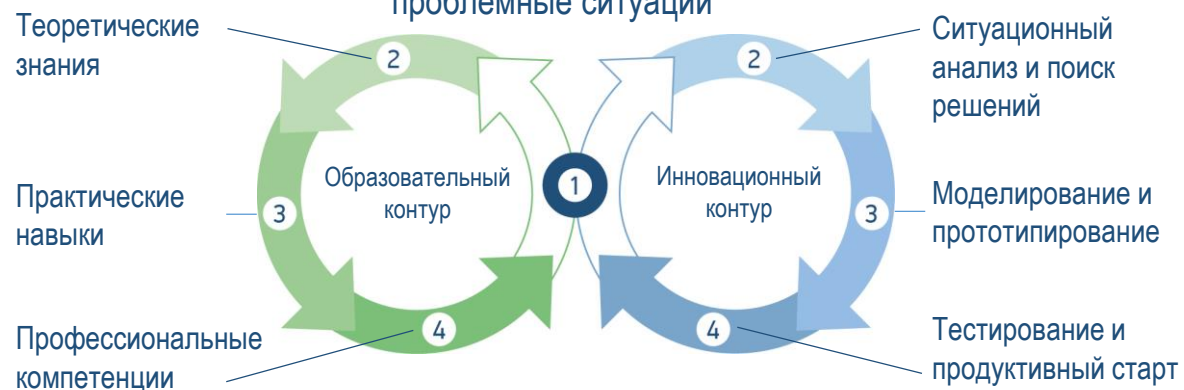 проблемные ситуации
Теоретические
знания
2
2
Ситуационный
анализ и поиск
решений
Образовательный
контур
1
Инновационный
контур
Практические
навыки
3
3
Моделирование и
прототипирование
4
4
Профессиональные
компетенции
Тестирование и
продуктивный старт